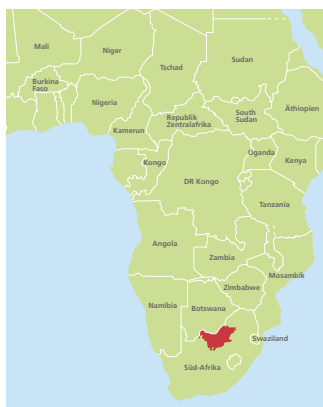 Mali
Niger
Tschad
Sudan
Burkina
Faso
Nigeria
Äthiopien
Kamerun
Republik
Zentralafrika
South
Sudan
Kongo
Uganda
Kenya
DR Kongo
Tanzania
Angola
Zambia
Mosambik
Zimbabwe
Namibia
Botswana
Swaziland
Süd-Afrika